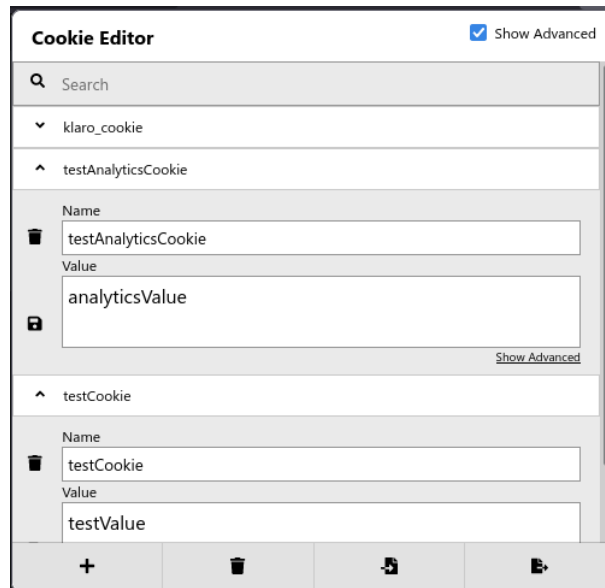 Cookie Editor
Show Advanced
Search
klaro_cookie
testAnalyticsCookie
Name
testAnalyticsCookie
Value
analyticsValue
Show Advanced
testCookie
Name
testCookie
Value
testValue